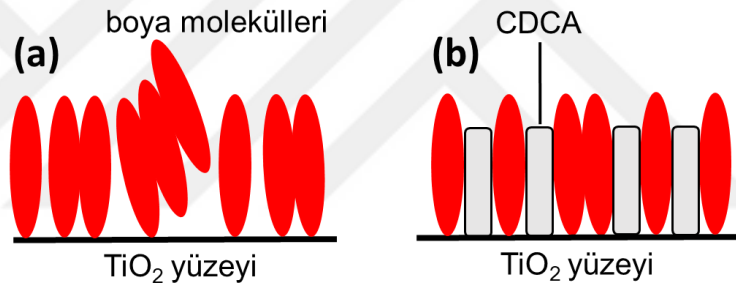 boya molekülleri
(a)
TiO₂ yüzeyi
CDCA
(b)
TiO₂ yüzeyi